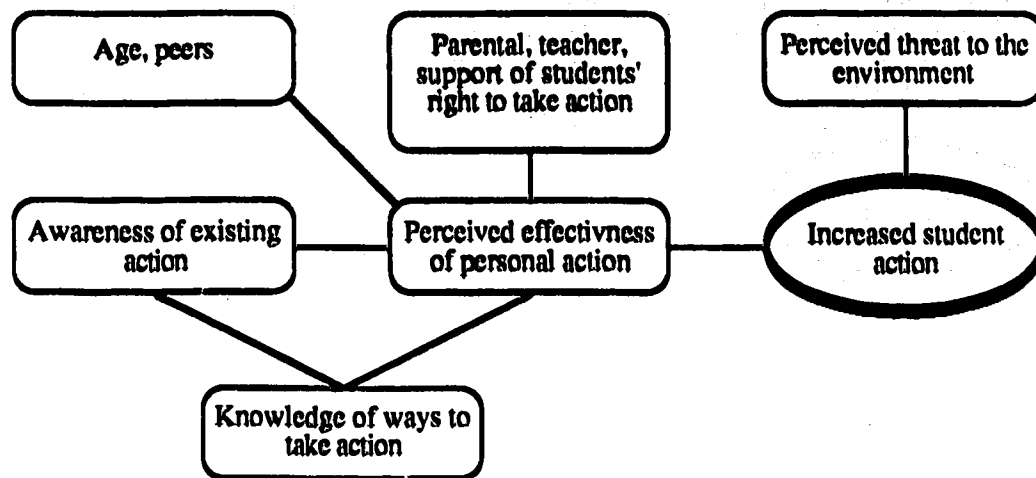 Age, peers
Parental, teacher,
support of students'
right to take action
Perceived threat to the
environment
Awareness of existing
action
Perceived effectivness
of personal action
Increased student
action
Knowledge of ways to
take action